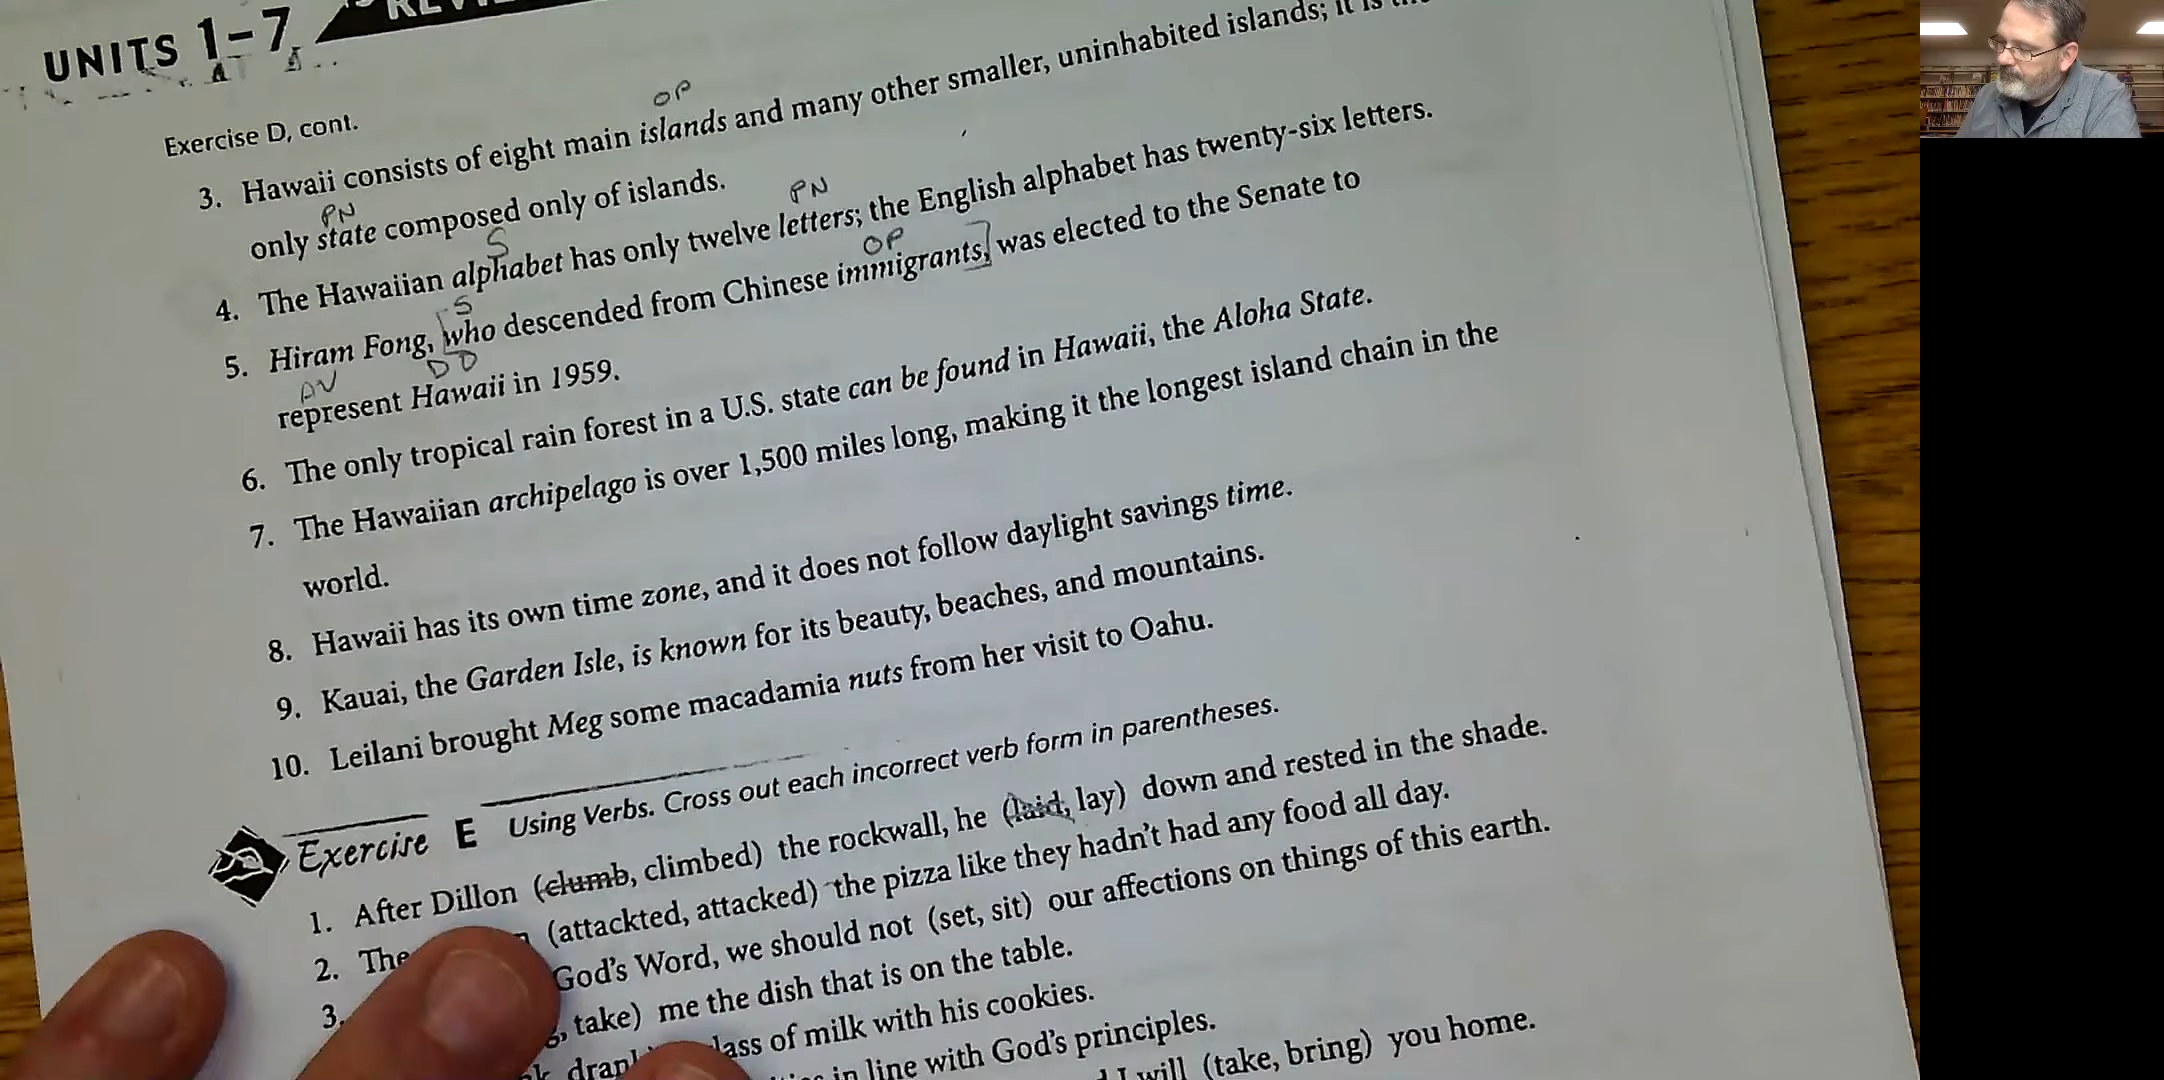 UNITS 1-7
Exercise D, cont.
OP
3. Hawaii consists of eight main islands and many other smaller, uninhabited islands; it is
PN
only state composed only of islands.
S PN
4. The Hawaiian alphabet has only twelve letters; the English alphabet has twenty-six letters.
S OP
5. Hiram Fong, who descended from Chinese immigrants, was elected to the Senate to
AV DO
represent Hawaii in 1959.
6. The only tropical rain forest in a U.S. state can be found in Hawaii, the Aloha State.
7. The Hawaiian archipelago is over 1,500 miles long, making it the longest island chain in the
world.
8. Hawaii has its own time zone, and it does not follow daylight savings time.
9. Kauai, the Garden Isle, is known for its beauty, beaches, and mountains.
10. Leilani brought Meg some macadamia nuts from her visit to Oahu.
Exercise E Using Verbs. Cross out each incorrect verb form in parentheses.
1. After Dillon (clumb, climbed) the rockwall, he (laid, lay) down and rested in the shade.
2. The (attackted, attacked) the pizza like they hadn't had any food all day.
3. God's Word, we should not (set, sit) our affections on things of this earth.
take) me the dish that is on the table.
of milk with his cookies.
in line with God's principles.
I will (take, bring) you home.